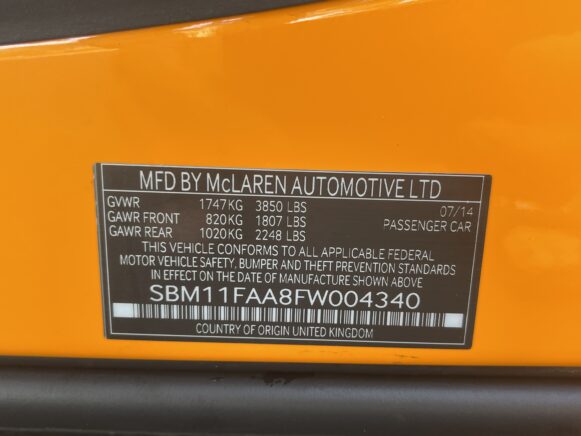 MFD BY McLAREN AUTOMOTIVE LTD
GVWR 1747KG 3850 LBS 07/14
GAWR FRONT 820KG 1807 LBS PASSENGER CAR
GAWR REAR 1020KG 2248 LBS
THIS VEHICLE CONFORMS TO ALL APPLICABLE FEDERAL
MOTOR VEHICLE SAFETY, BUMPER AND THEFT PREVENTION STANDARDS
IN EFFECT ON THE DATE OF MANUFACTURE SHOWN ABOVE
SBM11FAA8FW004340
COUNTRY OF ORIGIN UNITED KINGDOM